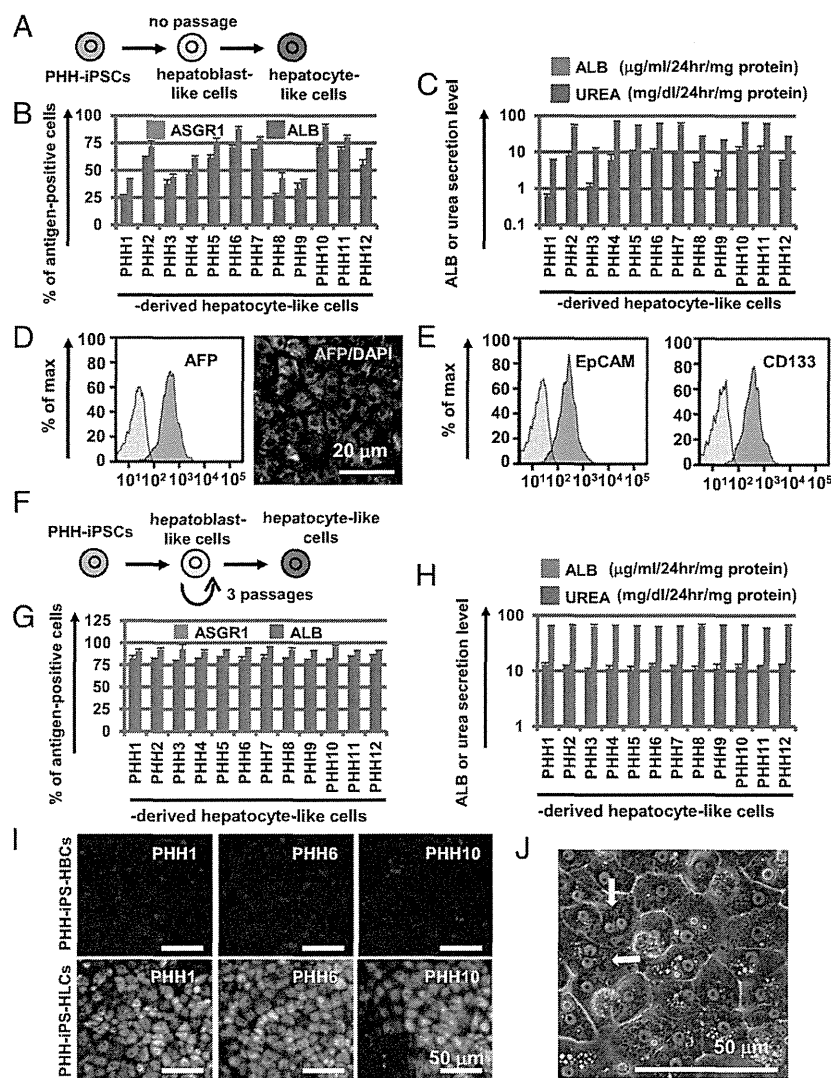 A
no passage
PHH-iPSCs
hepatoblast-
like cells
hepatocyte-
like cells
B
% of antigen-positive cells
100
75
50
25
0
ASGR1
ALB
PHH1
PHH2
PHH3
PHH4
PHH5
PHH6
PHH7
PHH8
PHH9
PHH10
PHH11
PHH12
-derived hepatocyte-like cells
C
ALB (μg/ml/24hr/mg protein)
UREA (mg/dl/24hr/mg protein)
ALB or urea secretion level
100
10
1
0.1
PHH1
PHH2
PHH3
PHH4
PHH5
PHH6
PHH7
PHH8
PHH9
PHH10
PHH11
PHH12
-derived hepatocyte-like cells
D
% of max
100
80
60
40
20
0
AFP
10¹10² 10³10⁴ 10⁵
AFP/DAPI
20 μm
E
% of max
100
80
60
40
20
0
EpCAM
10¹10² 10³10⁴ 10⁵
100
80
60
40
20
0
CD133
10¹10² 10³10⁴ 10⁵
F
PHH-iPSCs
hepatoblast-
like cells
hepatocyte-like
cells
3 passages
G
% of antigen-positive cells
125
100
75
50
25
0
ASGR1
ALB
PHH1
PHH2
PHH3
PHH4
PHH5
PHH6
PHH7
PHH8
PHH9
PHH10
PHH11
PHH12
-derived hepatocyte-like cells
H
ALB (μg/ml/24hr/mg protein)
UREA (mg/dl/24hr/mg protein)
ALB or urea secretion level
100
10
1
PHH1
PHH2
PHH3
PHH4
PHH5
PHH6
PHH7
PHH8
PHH9
PHH10
PHH11
PHH12
-derived hepatocyte-like cells
I
PHH-iPS-HBCs
PHH1
PHH6
PHH10
PHH-iPS-HLCs
PHH1
PHH6
PHH10
50 μm
J
50 μm